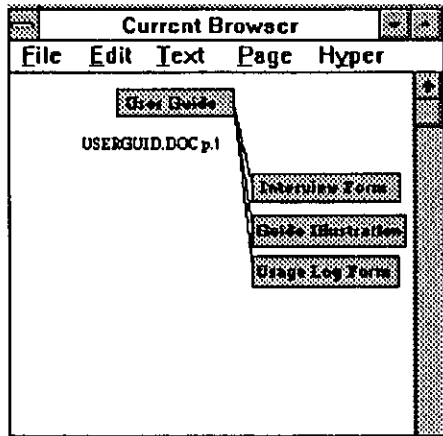 Current Browser
File Edit Text Page Hyper
User Guide
USERGUID.DOC p.1
Interview Form
Guide Illustration
Usage Log Form